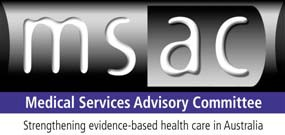 msac
Medical Services Advisory Committee
Strengthening evidence-based health care in Australia